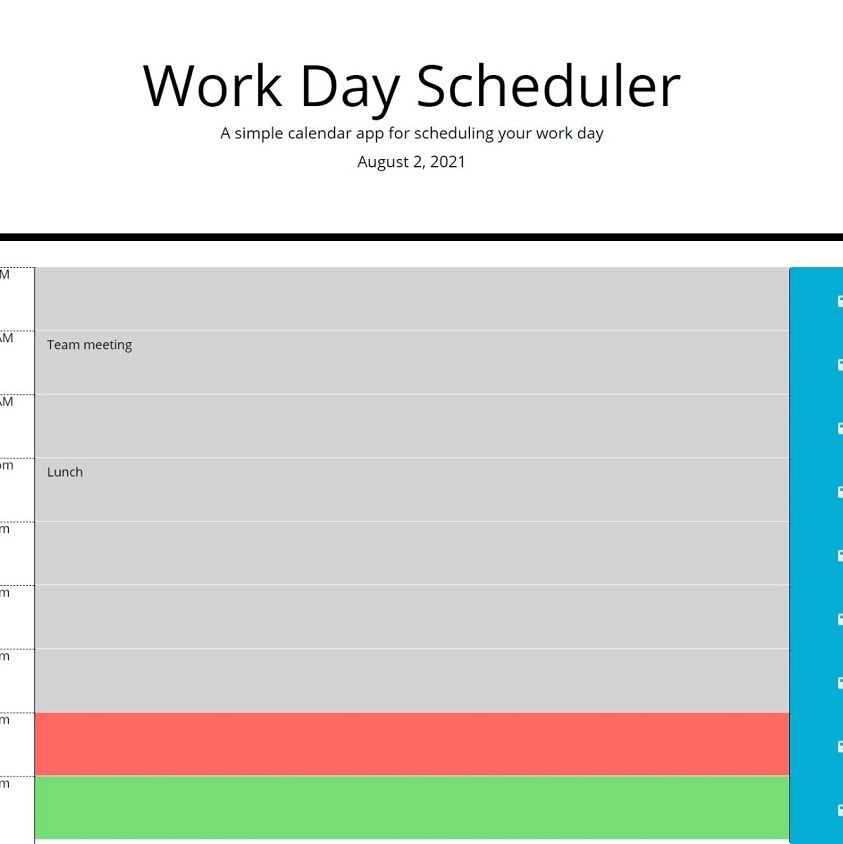 Work Day Scheduler
A simple calendar app for scheduling your work day
August 2, 2021
M
AM
Team meeting
AM
pm
Lunch
m
m
m
m
m